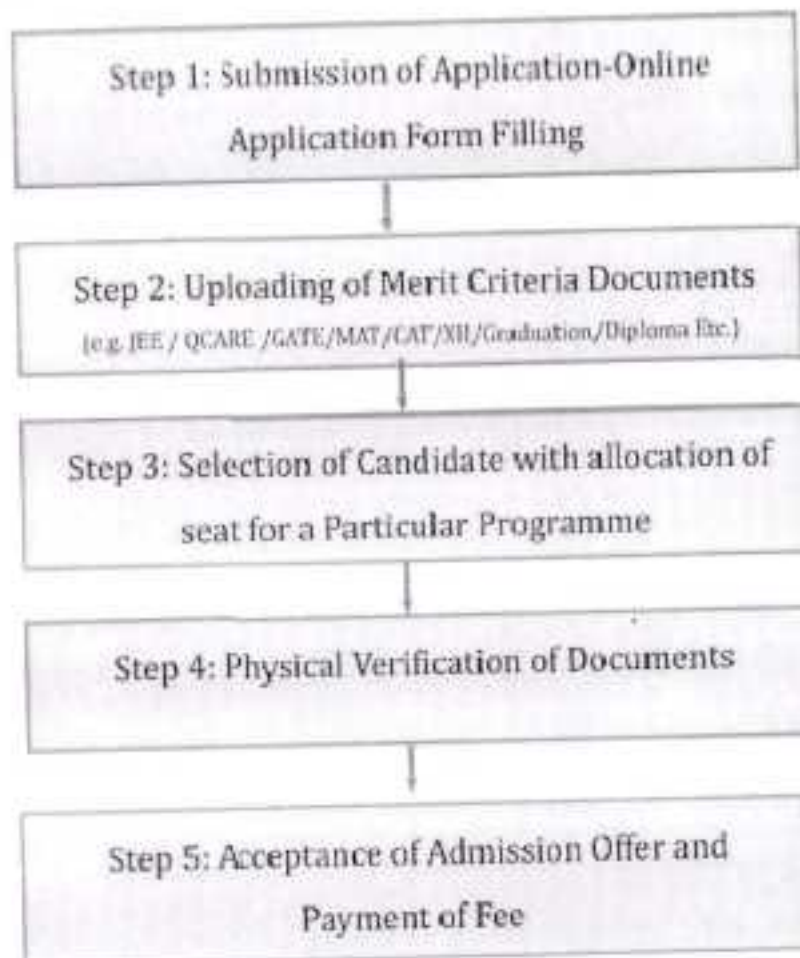 Step 1: Submission of Application-Online
Application Form Filling
Step 2: Uploading of Merit Criteria Documents
(e.g. JEE / QCARE /GATE/MAT/CAT/XII/Graduation/Diploma Etc.)
Step 3: Selection of Candidate with allocation of
seat for a Particular Programme
Step 4: Physical Verification of Documents
Step 5: Acceptance of Admission Offer and
Payment of Fee